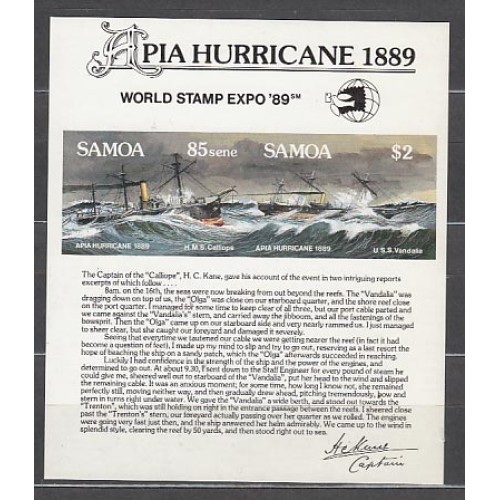 APIA HURRICANE 1889
WORLD STAMP EXPO '89 SM
SAMOA 85sene SAMOA $2
APIA HURRICANE 1889 H.M.S. Calliope APIA HURRICANE 1889 U.S.S. Vandalia
The Captain of the "Calliope", H. C. Kane, gave his account of the event in two intriguing reports
excerpts of which follow . . . .
8am. on the 16th, the seas were now breaking from out beyond the reefs. The "Vandalia" was
dragging down on top of us, the "Olga" was close on our starboard quarter, and the shore reef close
on the port quarter. I managed for some time to keep clear of all three, but our port cable parted and
we came against the "Vandalia's" stern, and carried away the jibboom, and all the fastenings of the
bowsprit. Then the "Olga" came up on our starboard side and very nearly rammed us. I just managed
to sheer clear, but she caught our foreyard and damaged it severely.
Seeing that everytime we tautened our cable we were getting nearer the reef (in fact it had
become a question of feet), I made up my mind to slip and try to go out, reserving as a last resort the
hope of beaching the ship on a sandy patch, which the "Olga" afterwards succeeded in reaching.
Luckily I had confidence in the strength of the ship and the power of the engines, and
determined to go out. At about 9.30, I sent down to the Staff Engineer for every pound of steam he
could give me, sheered well out to starboard of the "Vandalia", put her head to the wind and slipped
the remaining cable. It was an anxious moment; for some time, how long I know not, she remained
perfectly still, moving neither way, and then gradually drew ahead, pitching tremendously, bow and
stern in turn right under water. We gave the "Vandalia" a wide berth, and stood out towards the
"Trenton", which was still holding on right in the entrance passage between the reefs. I sheered close
past the "Trenton's" stern, our foreyard actually passing over her quarter as we rolled. The engines
were going very fast just then, and the ship answered her helm admirably. We came up to the wind in
splendid style, clearing the reef by 50 yards, and then stood right out to sea.
H C Kane
Captain